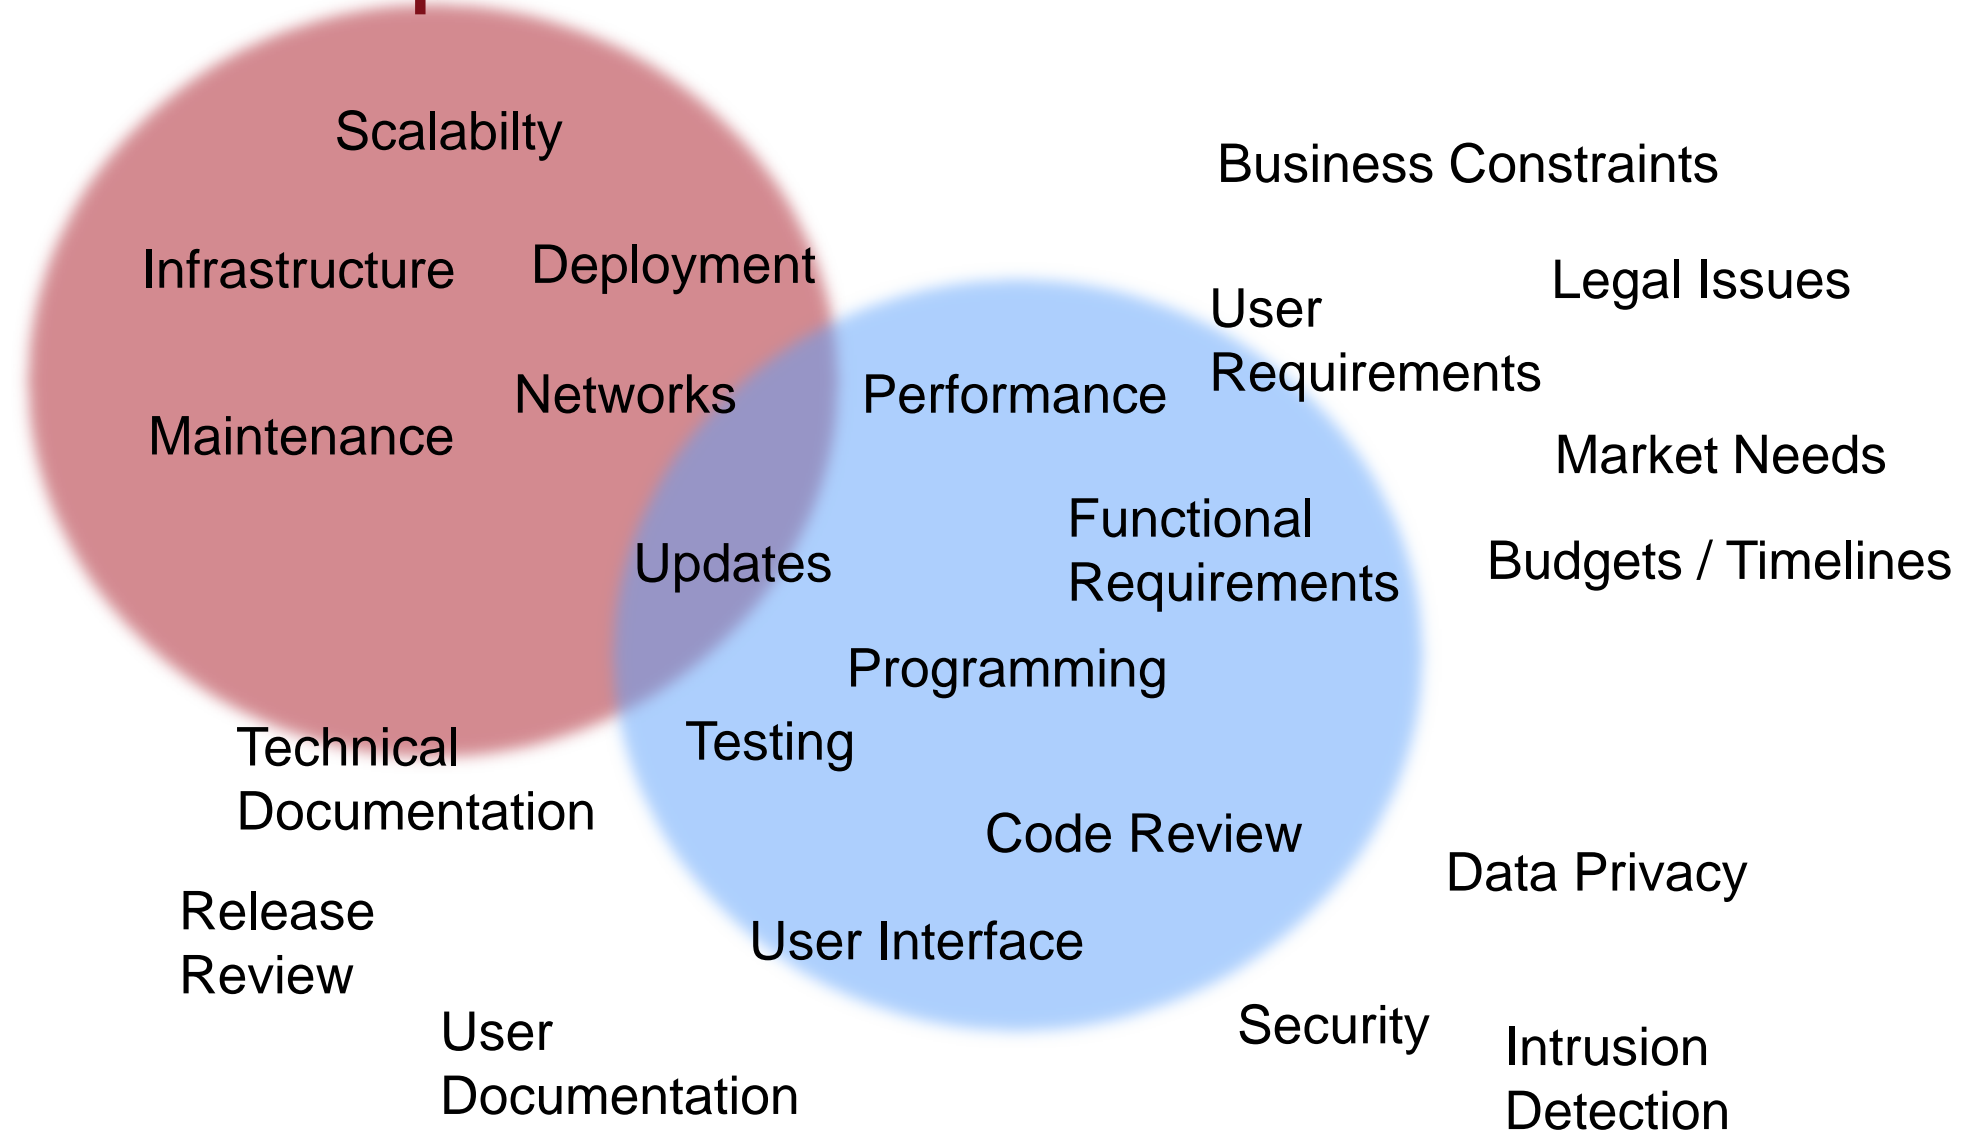 Scalabilty
Business Constraints
Infrastructure
Deployment
Legal Issues
User
Requirements
Networks
Performance
Maintenance
Market Needs
Functional
Requirements
Updates
Budgets / Timelines
Programming
Technical
Documentation
Testing
Code Review
Data Privacy
Release
Review
User Interface
User
Documentation
Security
Intrusion
Detection